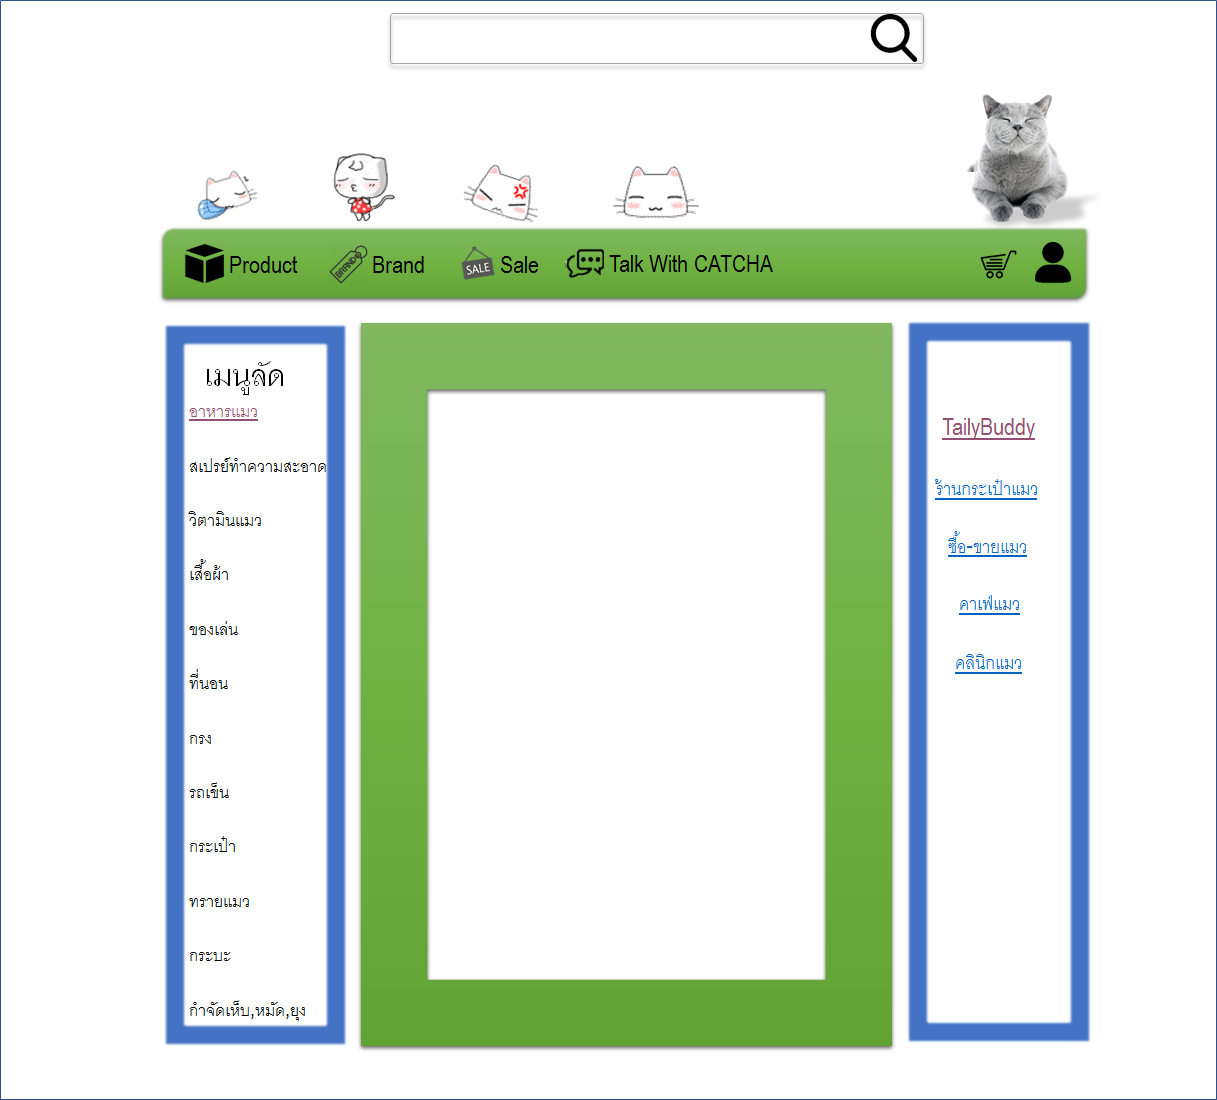 Product
BRAND
Brand
SALE
Sale
Talk With CATCHA
เมนูลัด
อาหารแมว
สเปรย์ทำความสะอาด
วิตามินแมว
เสื้อผ้า
ของเล่น
ที่นอน
กรง
รถเข็น
กระเป๋า
ทรายแมว
กระบะ
กำจัดเห็บ,หมัด,ยุง
TailyBuddy
ร้านกระเป๋าแมว
ซื้อ-ขายแมว
คาเฟ่แมว
คลินิกแมว